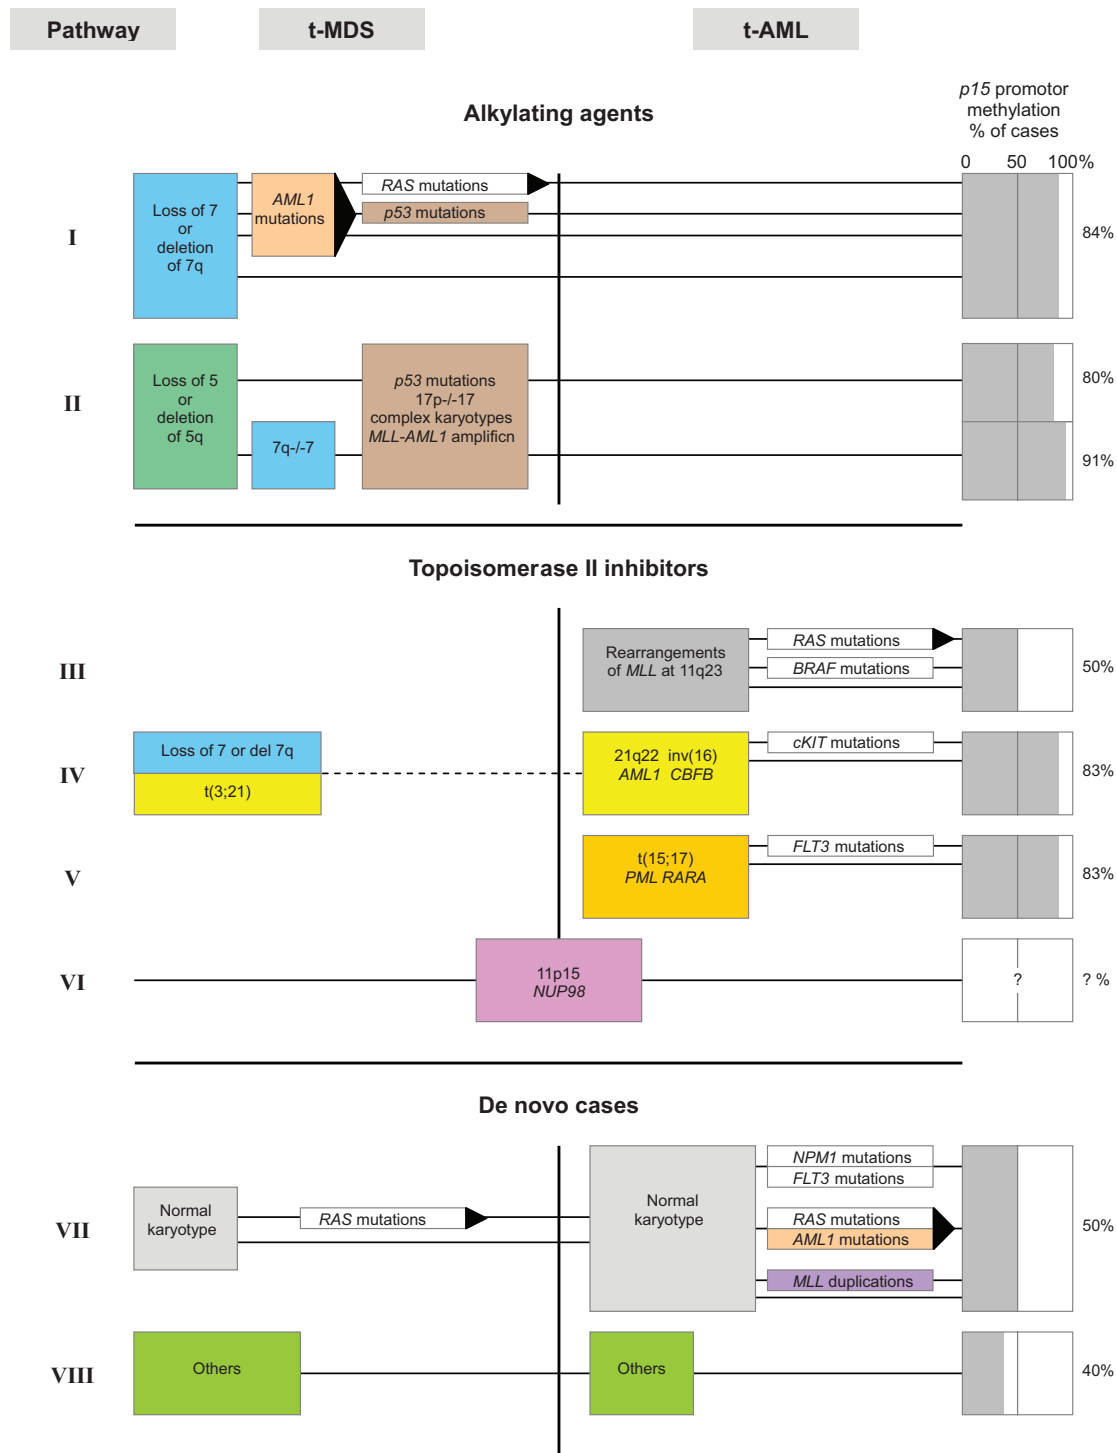 Pathway t-MDS t-AML
p15 promotor
methylation
% of cases
Alkylating agents
0 50 100%
I
Loss of 7
or
deletion
of 7q
AML1
mutations
RAS mutations
p53 mutations
84%
II
Loss of 5
or
deletion
of 5q
7q-/-7
p53 mutations
17p-/-17
complex karyotypes
MLL-AML1 amplificn
80%
91%
Topoisomerase II inhibitors
III
Rearrangements
of MLL at 11q23
RAS mutations
BRAF mutations
50%
IV
Loss of 7 or del 7q
t(3;21)
21q22 inv(16)
AML1 CBFB
cKIT mutations
83%
V
t(15;17)
PML RARA
FLT3 mutations
83%
VI
11p15
NUP98
?
? %
De novo cases
VII
Normal
karyotype
RAS mutations
Normal
karyotype
NPM1 mutations
FLT3 mutations
RAS mutations
AML1 mutations
MLL duplications
50%
VIII
Others
Others
40%